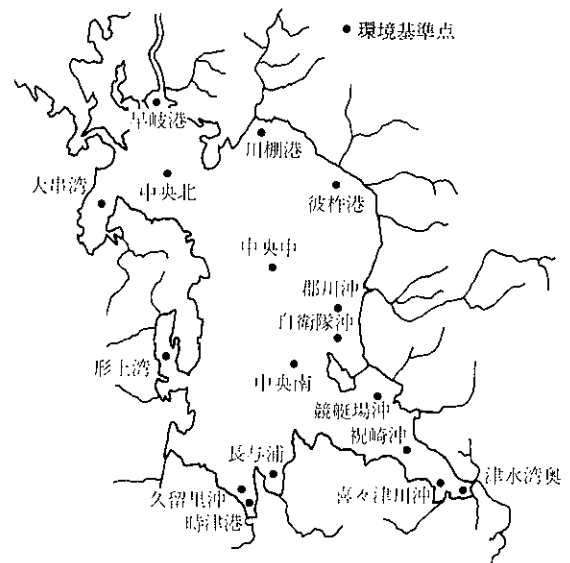 ● 環境基準点
早岐港
川棚港
大串湾
中央北
彼杵港
中央中
郡川沖
自衛隊沖
形上湾
中央南
競艇場沖
祝崎沖
長与浦
津水湾奥
久留里沖
喜々津川沖
時津港